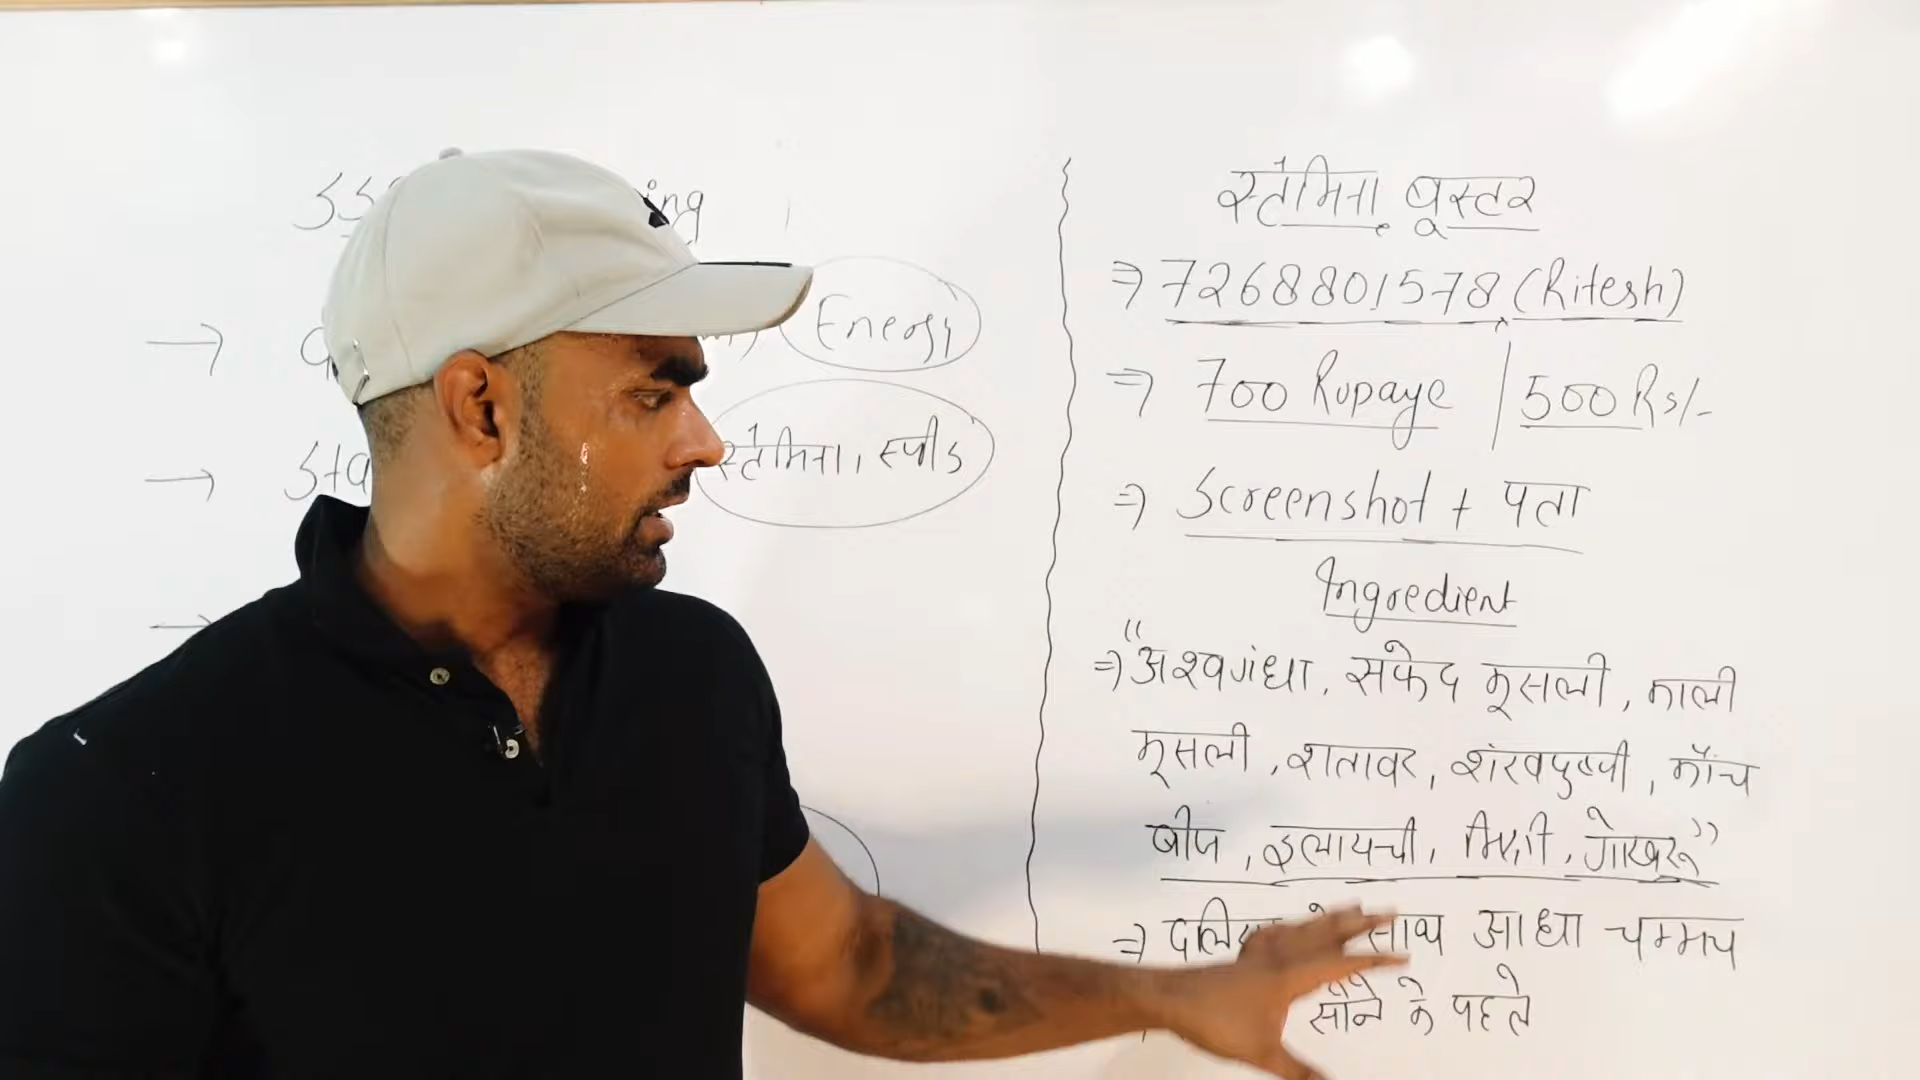 Energy
स्टैमिना, स्पीड
स्टैमिना बूस्टर
⇒ 7268801578 (Ritesh)
⇒ 700 Rupaye / 500 Rs/-
⇒ Screenshot + पता
Ingredient
⇒ "अश्वगंधा, सफेद मूसली, काली
मूसली, शतावर, शंखपुष्पी, कौंच
बीज, इलायची, मिश्री, गोखरू"
⇒ साथ आधा चम्मच
सोने के पहले